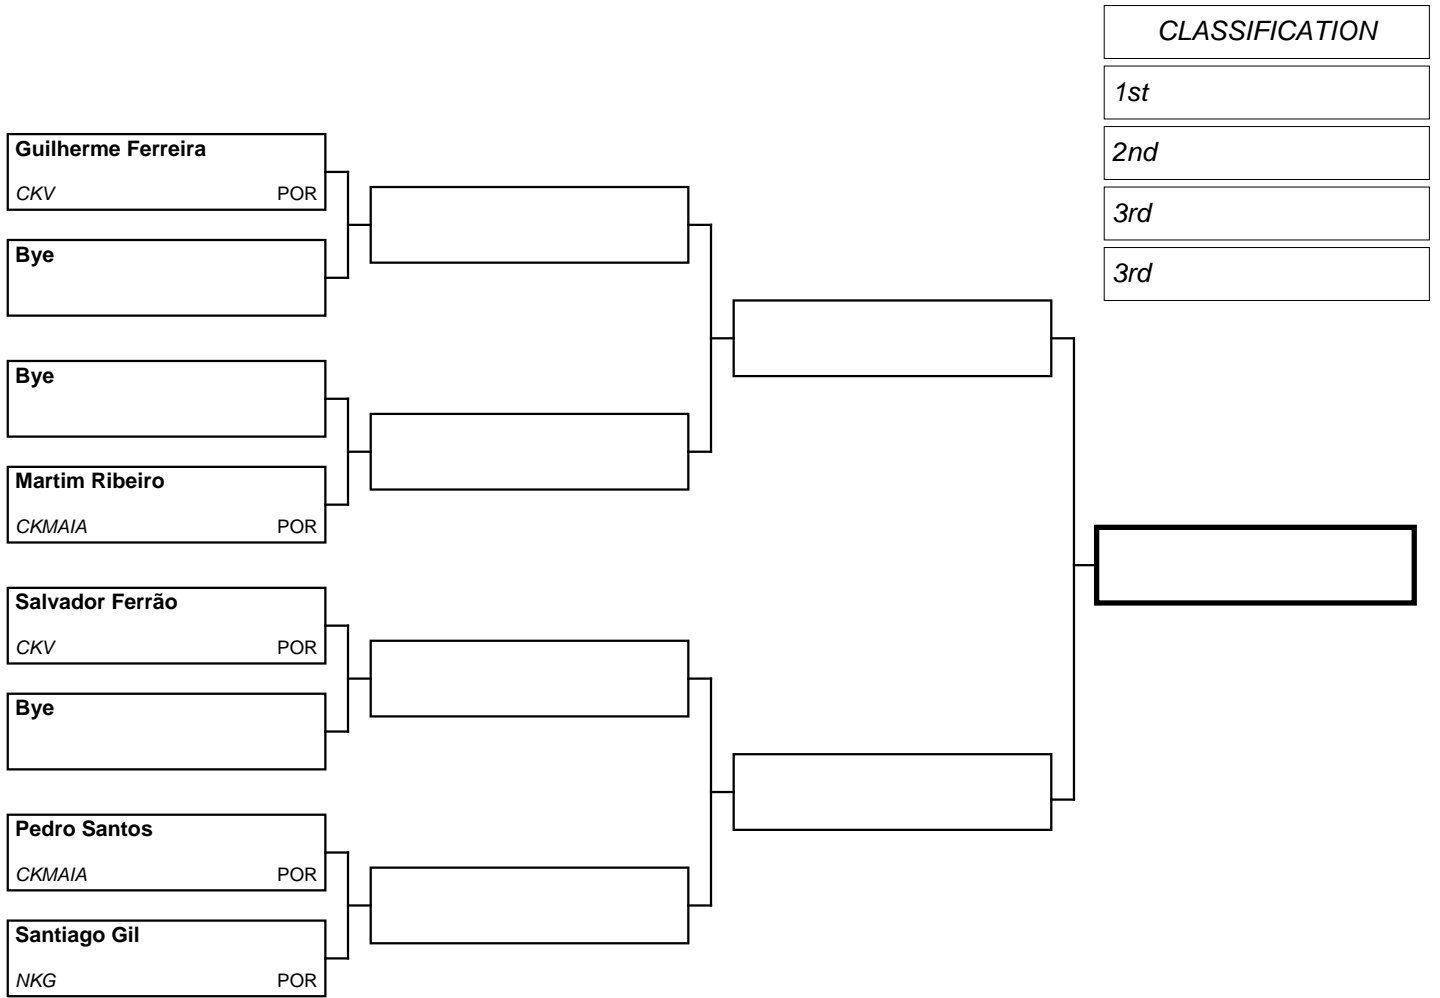 CLASSIFICATION
1st
2nd
3rd
3rd
Guilherme Ferreira
CKV POR
Bye
Bye
Martim Ribeiro
CKMAIA POR
Salvador Ferrão
CKV POR
Bye
Pedro Santos
CKMAIA POR
Santiago Gil
NKG POR